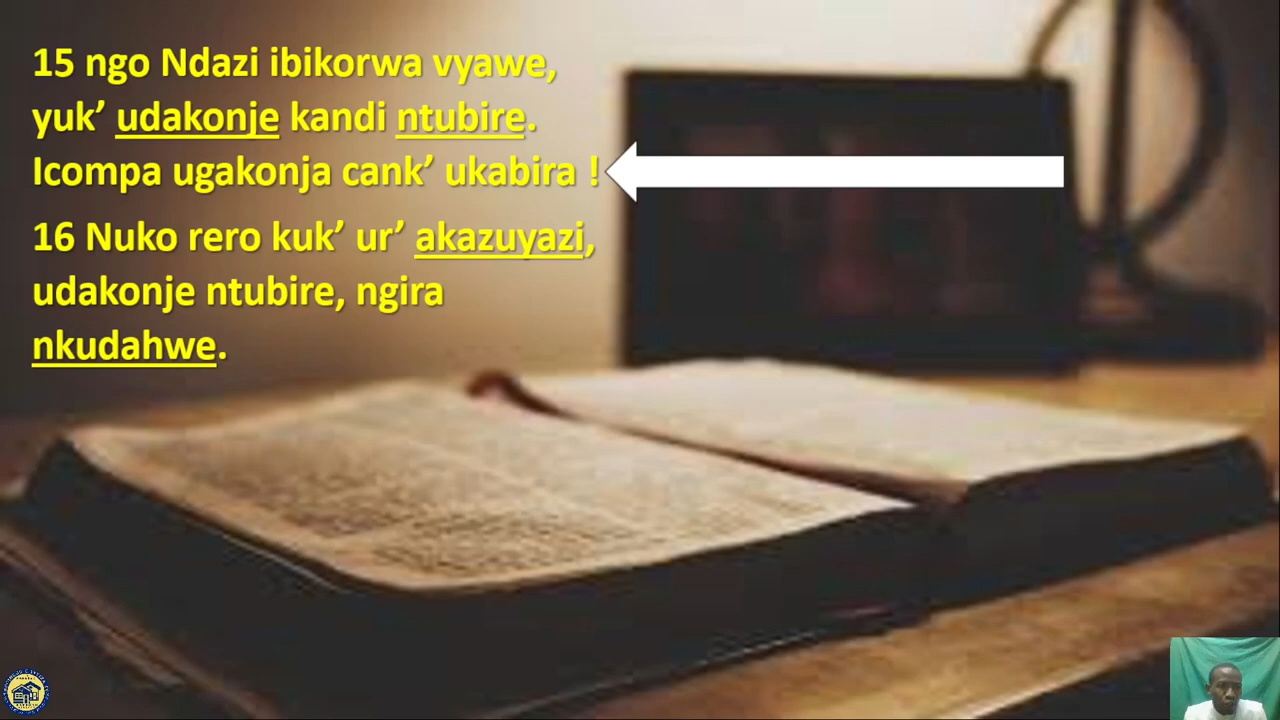 15 ngo Ndazi ibikorwa vyawe,
yuk’ udakonje kandi ntubire.
Icompa ugakonja cank’ ukabira !
16 Nuko rero kuk’ ur’ akazuyazi,
udakonje ntubire, ngira
nkudahwe.